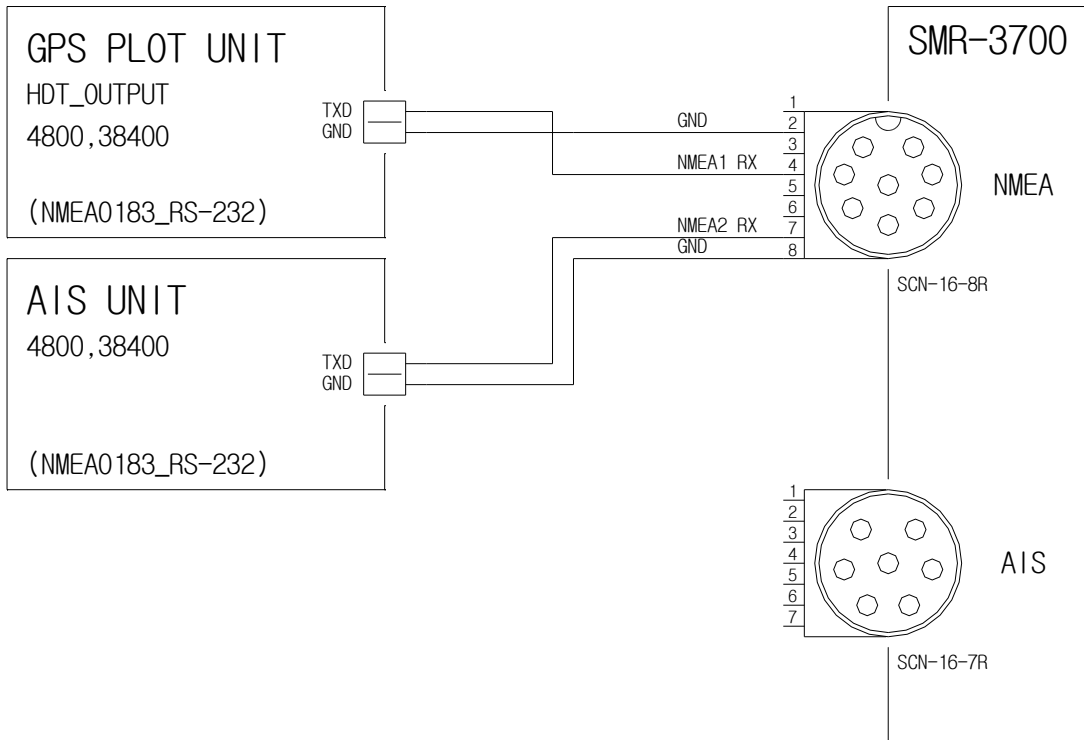 GPS PLOT UNIT
HDT_OUTPUT
4800,38400
(NMEA0183_RS-232)
TXD
GND
AIS UNIT
4800,38400
(NMEA0183_RS-232)
TXD
GND
GND
NMEA1 RX
NMEA2 RX
GND
SMR-3700
1
2
3
4
5
6
7
8
NMEA
SCN-16-8R
1
2
3
4
5
6
7
AIS
SCN-16-7R